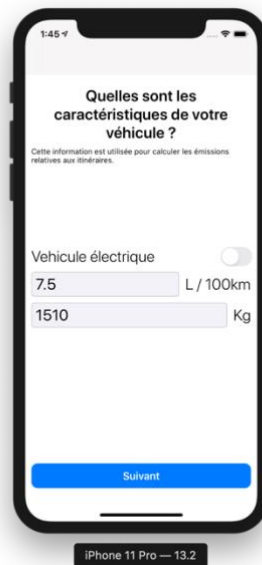 1:45
Quelles sont les
caractéristiques de votre
véhicule ?
Cette information est utilisée pour calculer les émissions
relatives aux itinéraires.
Vehicule électrique
7.5 L / 100km
1510 Kg
Suivant
iPhone 11 Pro — 13.2